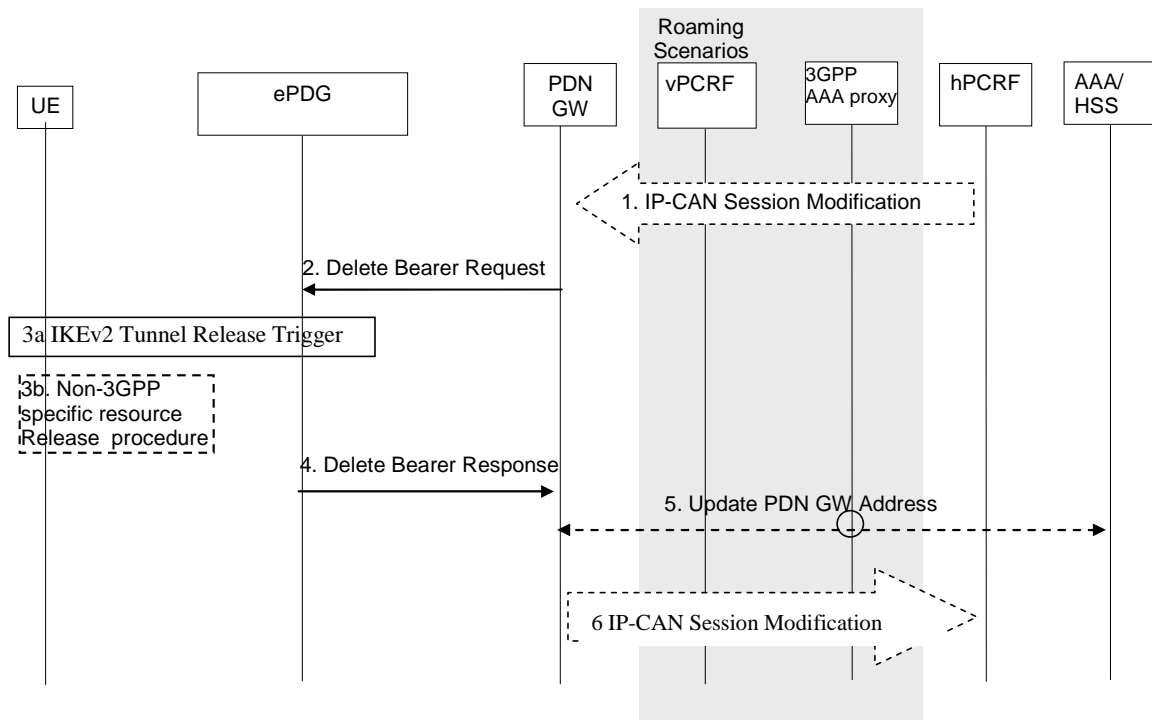 Roaming
Scenarios
UE
ePDG
PDN
GW
vPCRF
3GPP
AAA proxy
hPCRF
AAA/
HSS
1. IP-CAN Session Modification
2. Delete Bearer Request
3a IKEv2 Tunnel Release Trigger
3b. Non-3GPP
specific resource
Release procedure
4. Delete Bearer Response
5. Update PDN GW Address
6 IP-CAN Session Modification